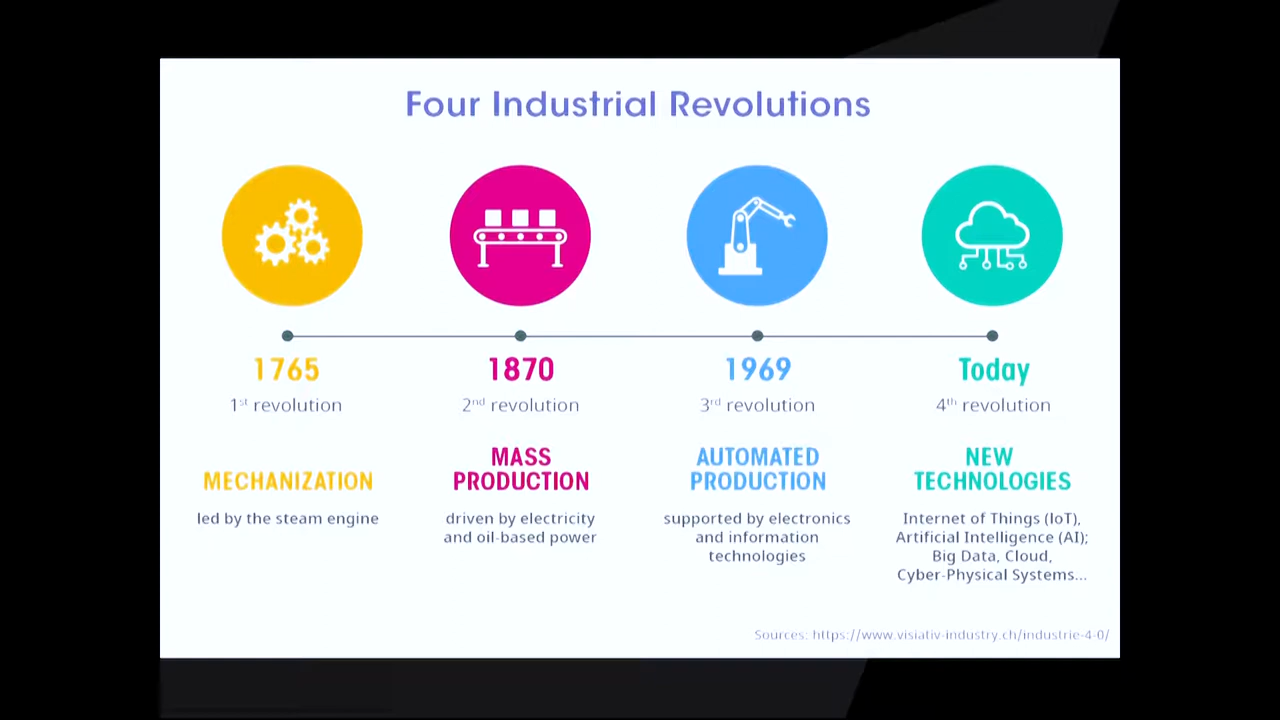 Four Industrial Revolutions
1765
1st revolution
MECHANIZATION
led by the steam engine
1870
2nd revolution
MASS
PRODUCTION
driven by electricity
and oil-based power
1969
3rd revolution
AUTOMATED
PRODUCTION
supported by electronics
and information
technologies
Today
4th revolution
NEW
TECHNOLOGIES
Internet of Things (IoT),
Artificial Intelligence (AI);
Big Data, Cloud,
Cyber-Physical Systems...
Sources: https://www.visiativ-industry.ch/industrie-4-0/